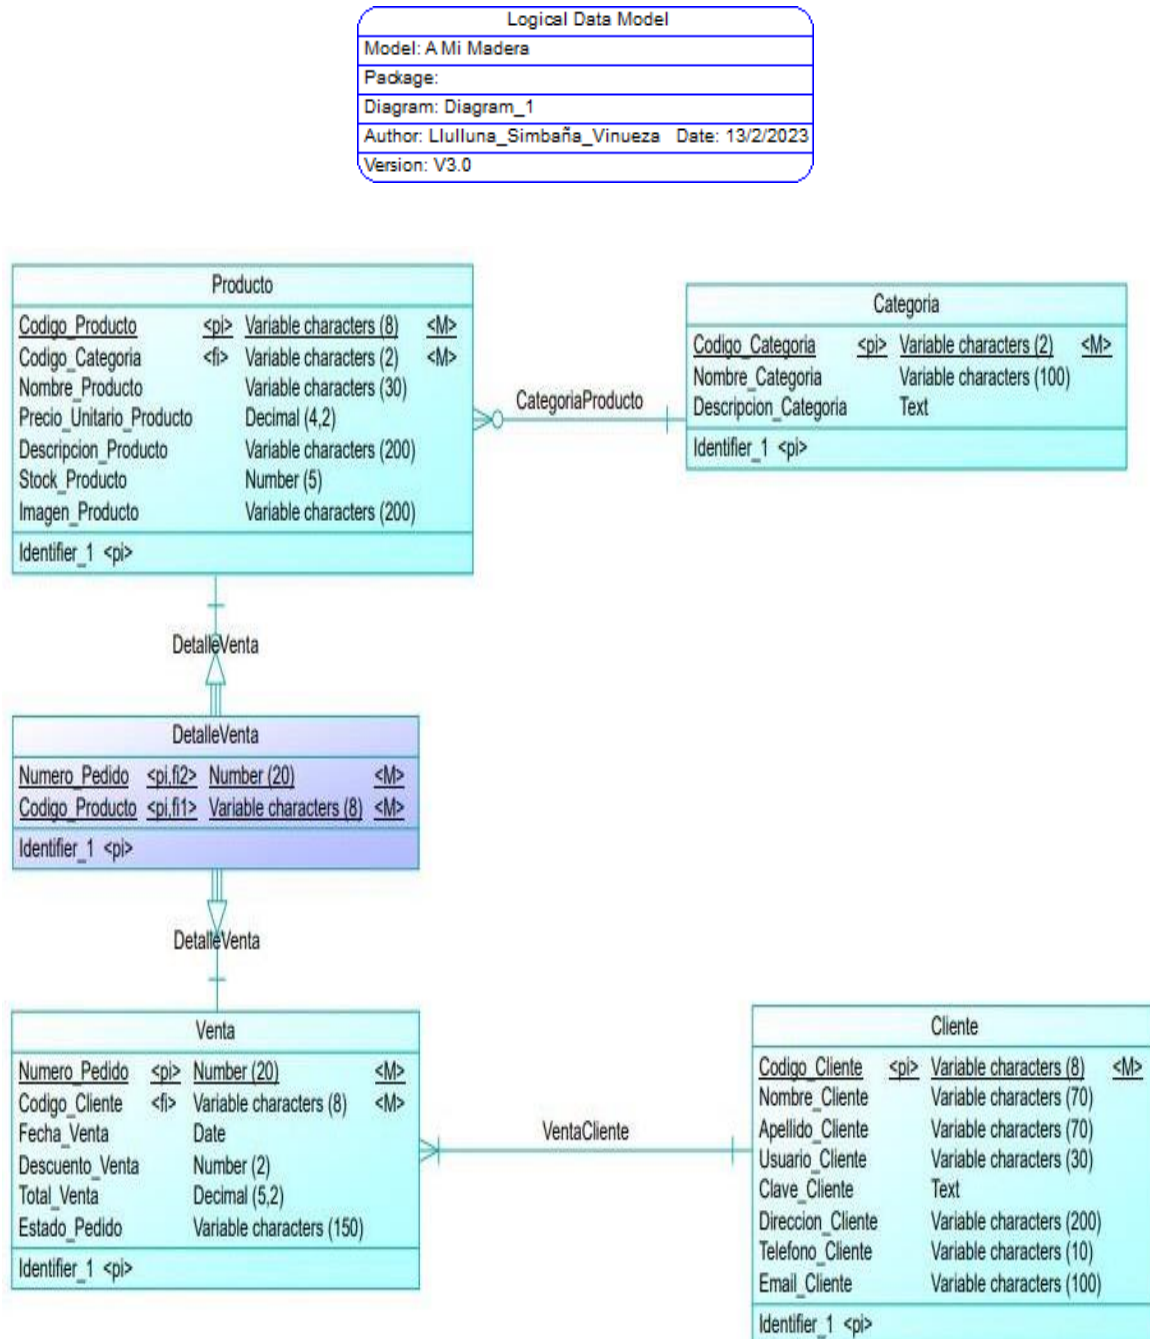 Logical Data Model
Model: A Mi Madera
Package:
Diagram: Diagram_1
Author: Llulluna_Simbaña_Vinueza Date: 13/2/2023
Version: V3.0
Producto
Codigo_Producto <pi> Variable characters (8) <M>
Codigo_Categoria <fi> Variable characters (2) <M>
Nombre_Producto Variable characters (30)
Precio_Unitario_Producto Decimal (4,2)
Descripcion_Producto Variable characters (200)
Stock_Producto Number (5)
Imagen_Producto Variable characters (200)
Identifier_1 <pi>
CategoriaProducto
Categoria
Codigo_Categoria <pi> Variable characters (2) <M>
Nombre_Categoria Variable characters (100)
Descripcion_Categoria Text
Identifier_1 <pi>
DetalleVenta
DetalleVenta
Numero_Pedido <pi,fi2> Number (20) <M>
Codigo_Producto <pi,fi1> Variable characters (8) <M>
Identifier_1 <pi>
DetalleVenta
Venta
Numero_Pedido <pi> Number (20) <M>
Codigo_Cliente <fi> Variable characters (8) <M>
Fecha_Venta Date
Descuento_Venta Number (2)
Total_Venta Decimal (5,2)
Estado_Pedido Variable characters (150)
Identifier_1 <pi>
VentaCliente
Cliente
Codigo_Cliente <pi> Variable characters (8) <M>
Nombre_Cliente Variable characters (70)
Apellido_Cliente Variable characters (70)
Usuario_Cliente Variable characters (30)
Clave_Cliente Text
Direccion_Cliente Variable characters (200)
Telefono_Cliente Variable characters (10)
Email_Cliente Variable characters (100)
Identifier_1 <pi>